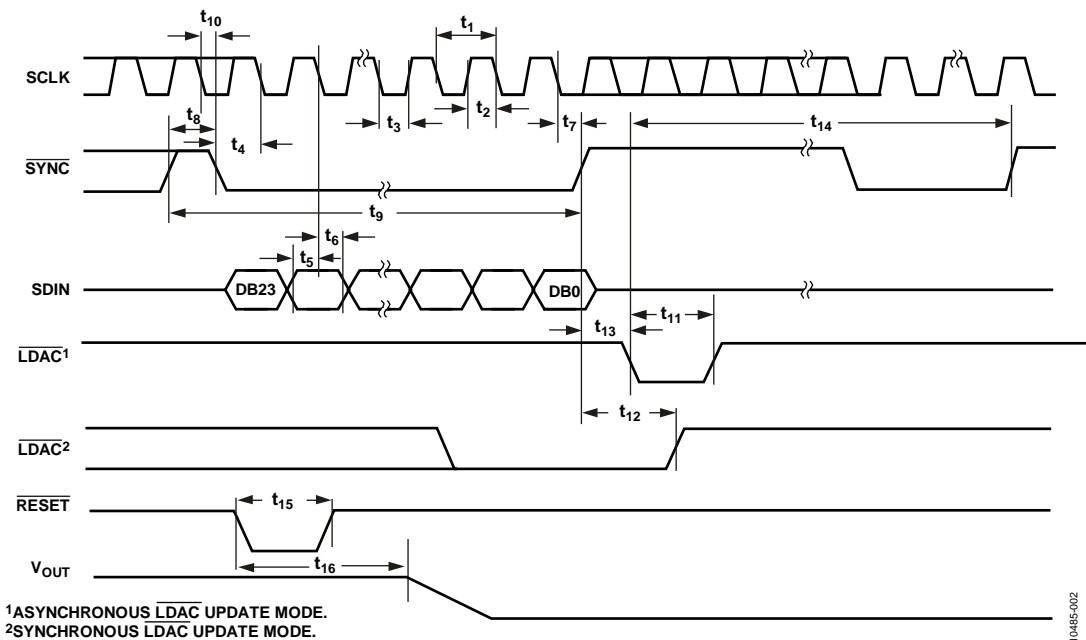 t10
t1
SCLK
t8
t4
t3
t2
t7
t14
SYNC
t9
t6
t5
SDIN
DB23
DB0
t13
t11
LDAC1
t12
LDAC2
RESET
t15
VOUT
t16
1ASYNCHRONOUS LDAC UPDATE MODE.
2SYNCHRONOUS LDAC UPDATE MODE.
10485-002